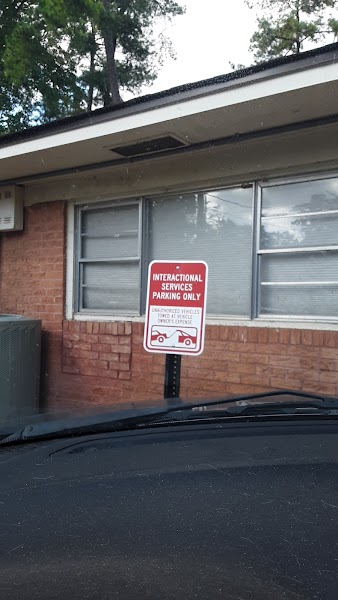 INTERACTIONAL
SERVICES
PARKING ONLY
UNAUTHORIZED VEHICLES
TOWED AT VEHICLE
OWNER'S EXPENSE